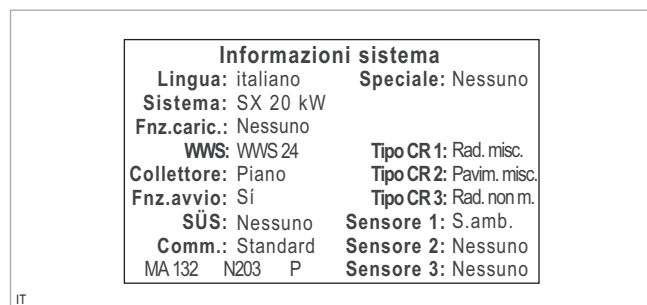 Informazioni sistema
Lingua: italiano Speciale: Nessuno
Sistema: SX 20 kW
Fnz.caric.: Nessuno
WWS: WWS 24 Tipo CR 1: Rad. misc.
Collettore: Piano Tipo CR 2: Pavim. misc.
Fnz.avvio: Sí Tipo CR 3: Rad. non m.
SÜS: Nessuno Sensore 1: S.amb.
Comm.: Standard Sensore 2: Nessuno
MA 132 N203 P Sensore 3: Nessuno
IT